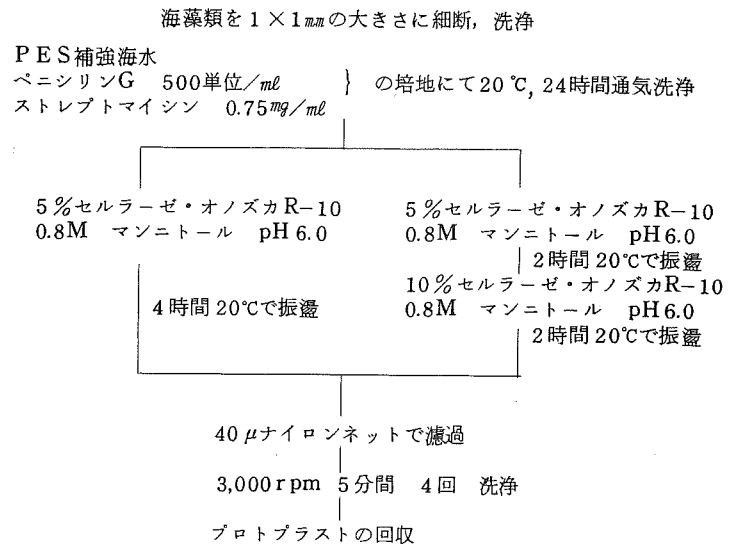 海藻類を1×1mmの大きさに細断,洗浄
PES補強海水
ペニシリンG 500単位/ml } の培地にて20℃,24時間通気洗浄
ストレプトマイシン 0.75mg/ml
5%セルラーゼ・オノズカR-10
0.8M マンニトール pH6.0
4時間20℃で振盪
5%セルラーゼ・オノズカR-10
0.8M マンニトール pH6.0
2時間20℃で振盪
10%セルラーゼ・オノズカR-10
0.8M マンニトール pH6.0
2時間20℃で振盪
40μナイロンネットで濾過
3,000rpm 5分間 4回 洗浄
プロトプラストの回収